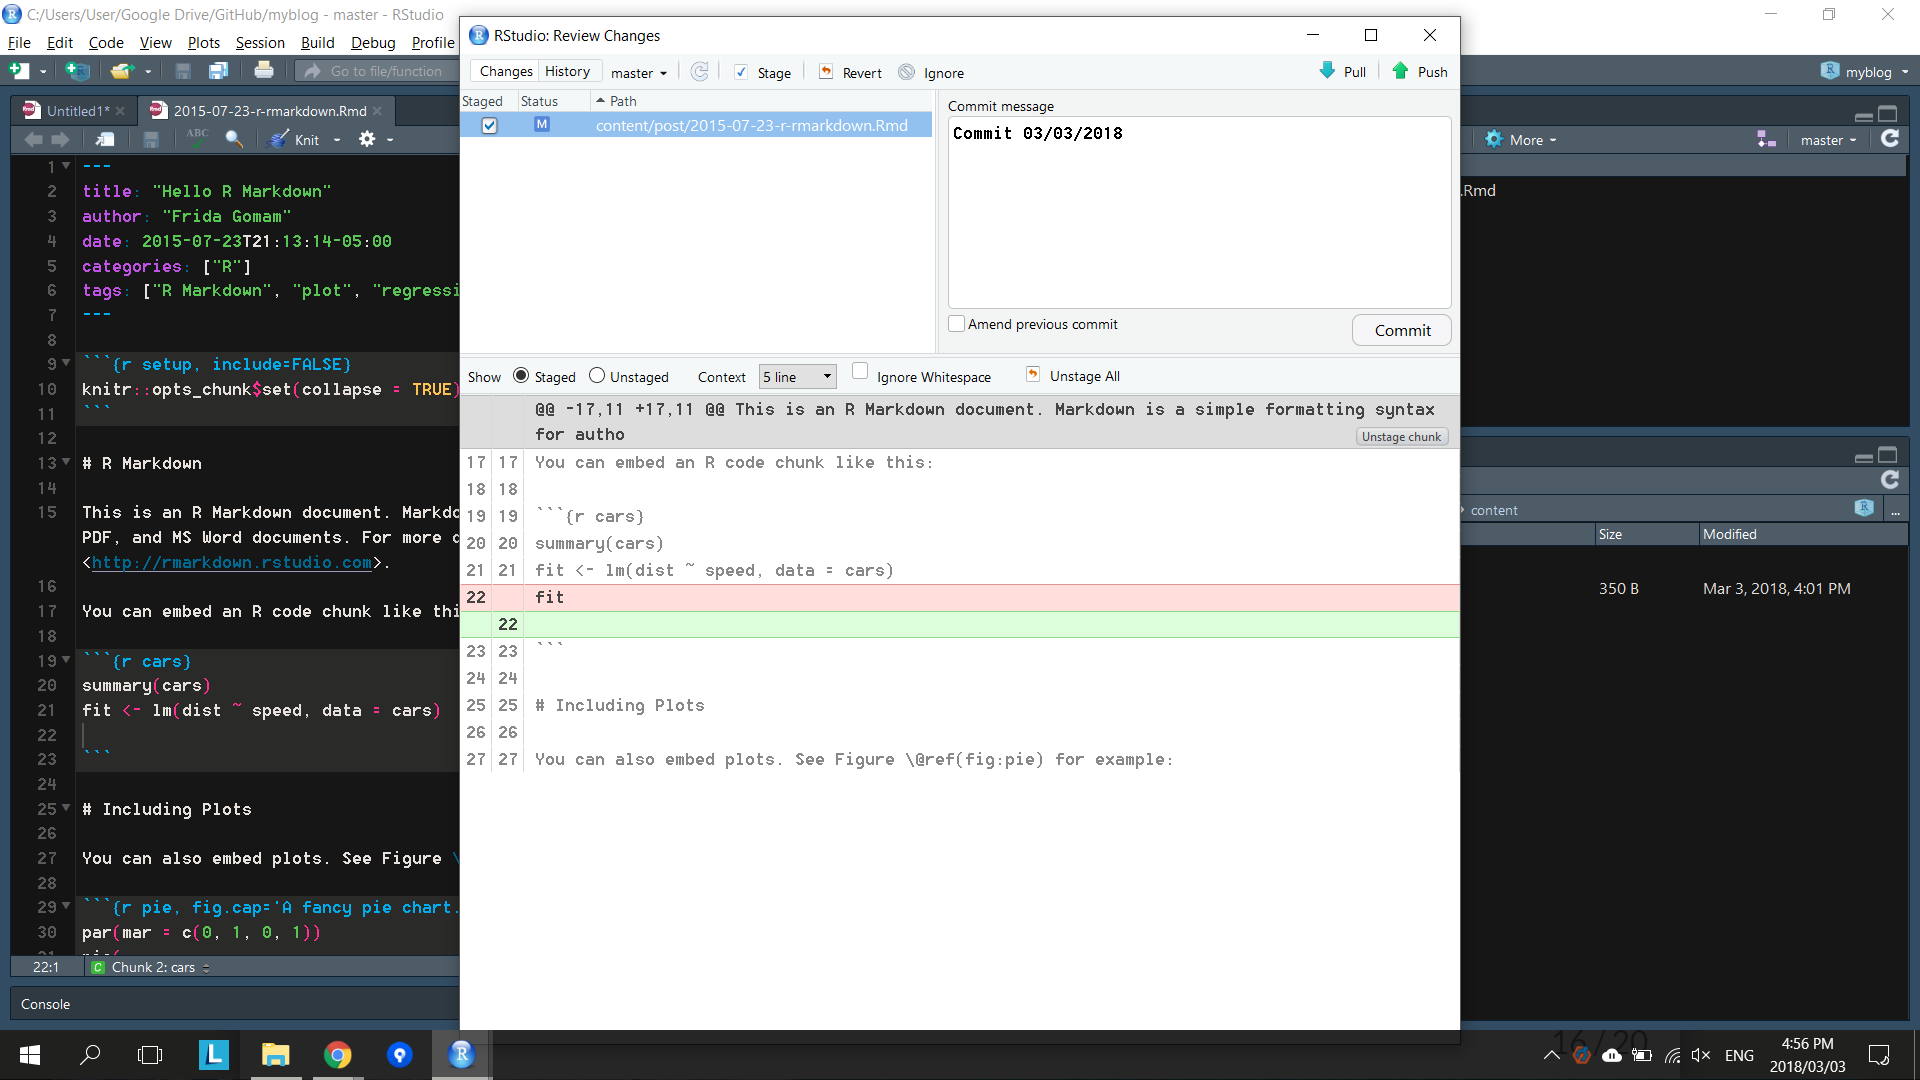 C:/Users/User/Google Drive/GitHub/myblog - master - RStudio
File Edit Code View Plots Session Build Debug Profile
Go to file/function
myblog
Untitled1*
2015-07-23-r-rmarkdown.Rmd
ABC
Knit
1 ---
2 title: "Hello R Markdown"
3 author: "Frida Gomam"
4 date: 2015-07-23T21:13:14-05:00
5 categories: ["R"]
6 tags: ["R Markdown", "plot", "regressi
7 ---
8
9 ```{r setup, include=FALSE}
10 knitr::opts_chunk$set(collapse = TRUE)
11 ```
12
13 # R Markdown
14
15 This is an R Markdown document. Markdo
PDF, and MS Word documents. For more d
<http://rmarkdown.rstudio.com>.
16
17 You can embed an R code chunk like thi
18
19 ```{r cars}
20 summary(cars)
21 fit <- lm(dist ~ speed, data = cars)
22
23 ```
24
25 # Including Plots
26
27 You can also embed plots. See Figure \
28
29 ```{r pie, fig.cap='A fancy pie chart.
30 par(mar = c(0, 1, 0, 1))
22:1
Chunk 2: cars
Console
RStudio: Review Changes
Changes History master Stage Revert Ignore Pull Push
Staged Status Path
M content/post/2015-07-23-r-rmarkdown.Rmd
Commit message
Commit 03/03/2018
Amend previous commit
Commit
Show Staged Unstaged Context 5 line Ignore Whitespace Unstage All
@@ -17,11 +17,11 @@ This is an R Markdown document. Markdown is a simple formatting syntax
for autho
Unstage chunk
17 17 You can embed an R code chunk like this:
18 18
19 19 ```{r cars}
20 20 summary(cars)
21 21 fit <- lm(dist ~ speed, data = cars)
22 fit
22
23 23 ```
24 24
25 25 # Including Plots
26 26
27 27 You can also embed plots. See Figure \@ref(fig:pie) for example:
More
master
.Rmd
content
...
Size Modified
350 B Mar 3, 2018, 4:01 PM
16/20
ENG
4:56 PM
2018/03/03